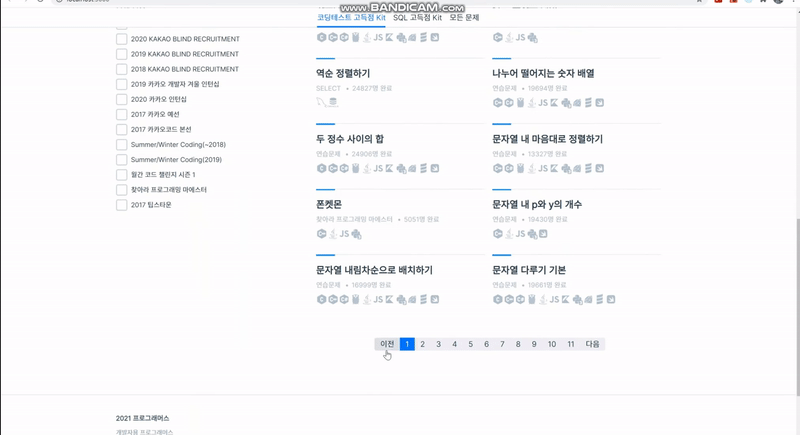 www.BANDICAM.com
코딩테스트 고득점 Kit SQL 고득점 Kit 모든 문제
2020 KAKAO BLIND RECRUITMENT
2019 KAKAO BLIND RECRUITMENT
2018 KAKAO BLIND RECRUITMENT
2019 카카오 개발자 겨울 인턴십
2020 카카오 인턴십
2017 카카오 예선
2017 카카오코드 본선
Summer/Winter Coding(~2018)
Summer/Winter Coding(2019)
월간 코드 챌린지 시즌 1
찾아라 프로그래밍 마에스터
2017 팁스타운
JS
JS
역순 정렬하기
SELECT • 24827명 완료
나누어 떨어지는 숫자 배열
연습문제 • 19694명 완료
JS
두 정수 사이의 합
연습문제 • 24908명 완료
JS
문자열 내 마음대로 정렬하기
연습문제 • 13327명 완료
JS
폰켓몬
찾아라 프로그래밍 마에스터 • 5051명 완료
JS
문자열 내 p와 y의 개수
연습문제 • 19430명 완료
문자열 내림차순으로 배치하기
연습문제 • 16999명 완료
JS
문자열 다루기 기본
연습문제 • 19661명 완료
JS
이전 1 2 3 4 5 6 7 8 9 10 11 다음
2021 프로그래머스
개발자용 프로그래머스